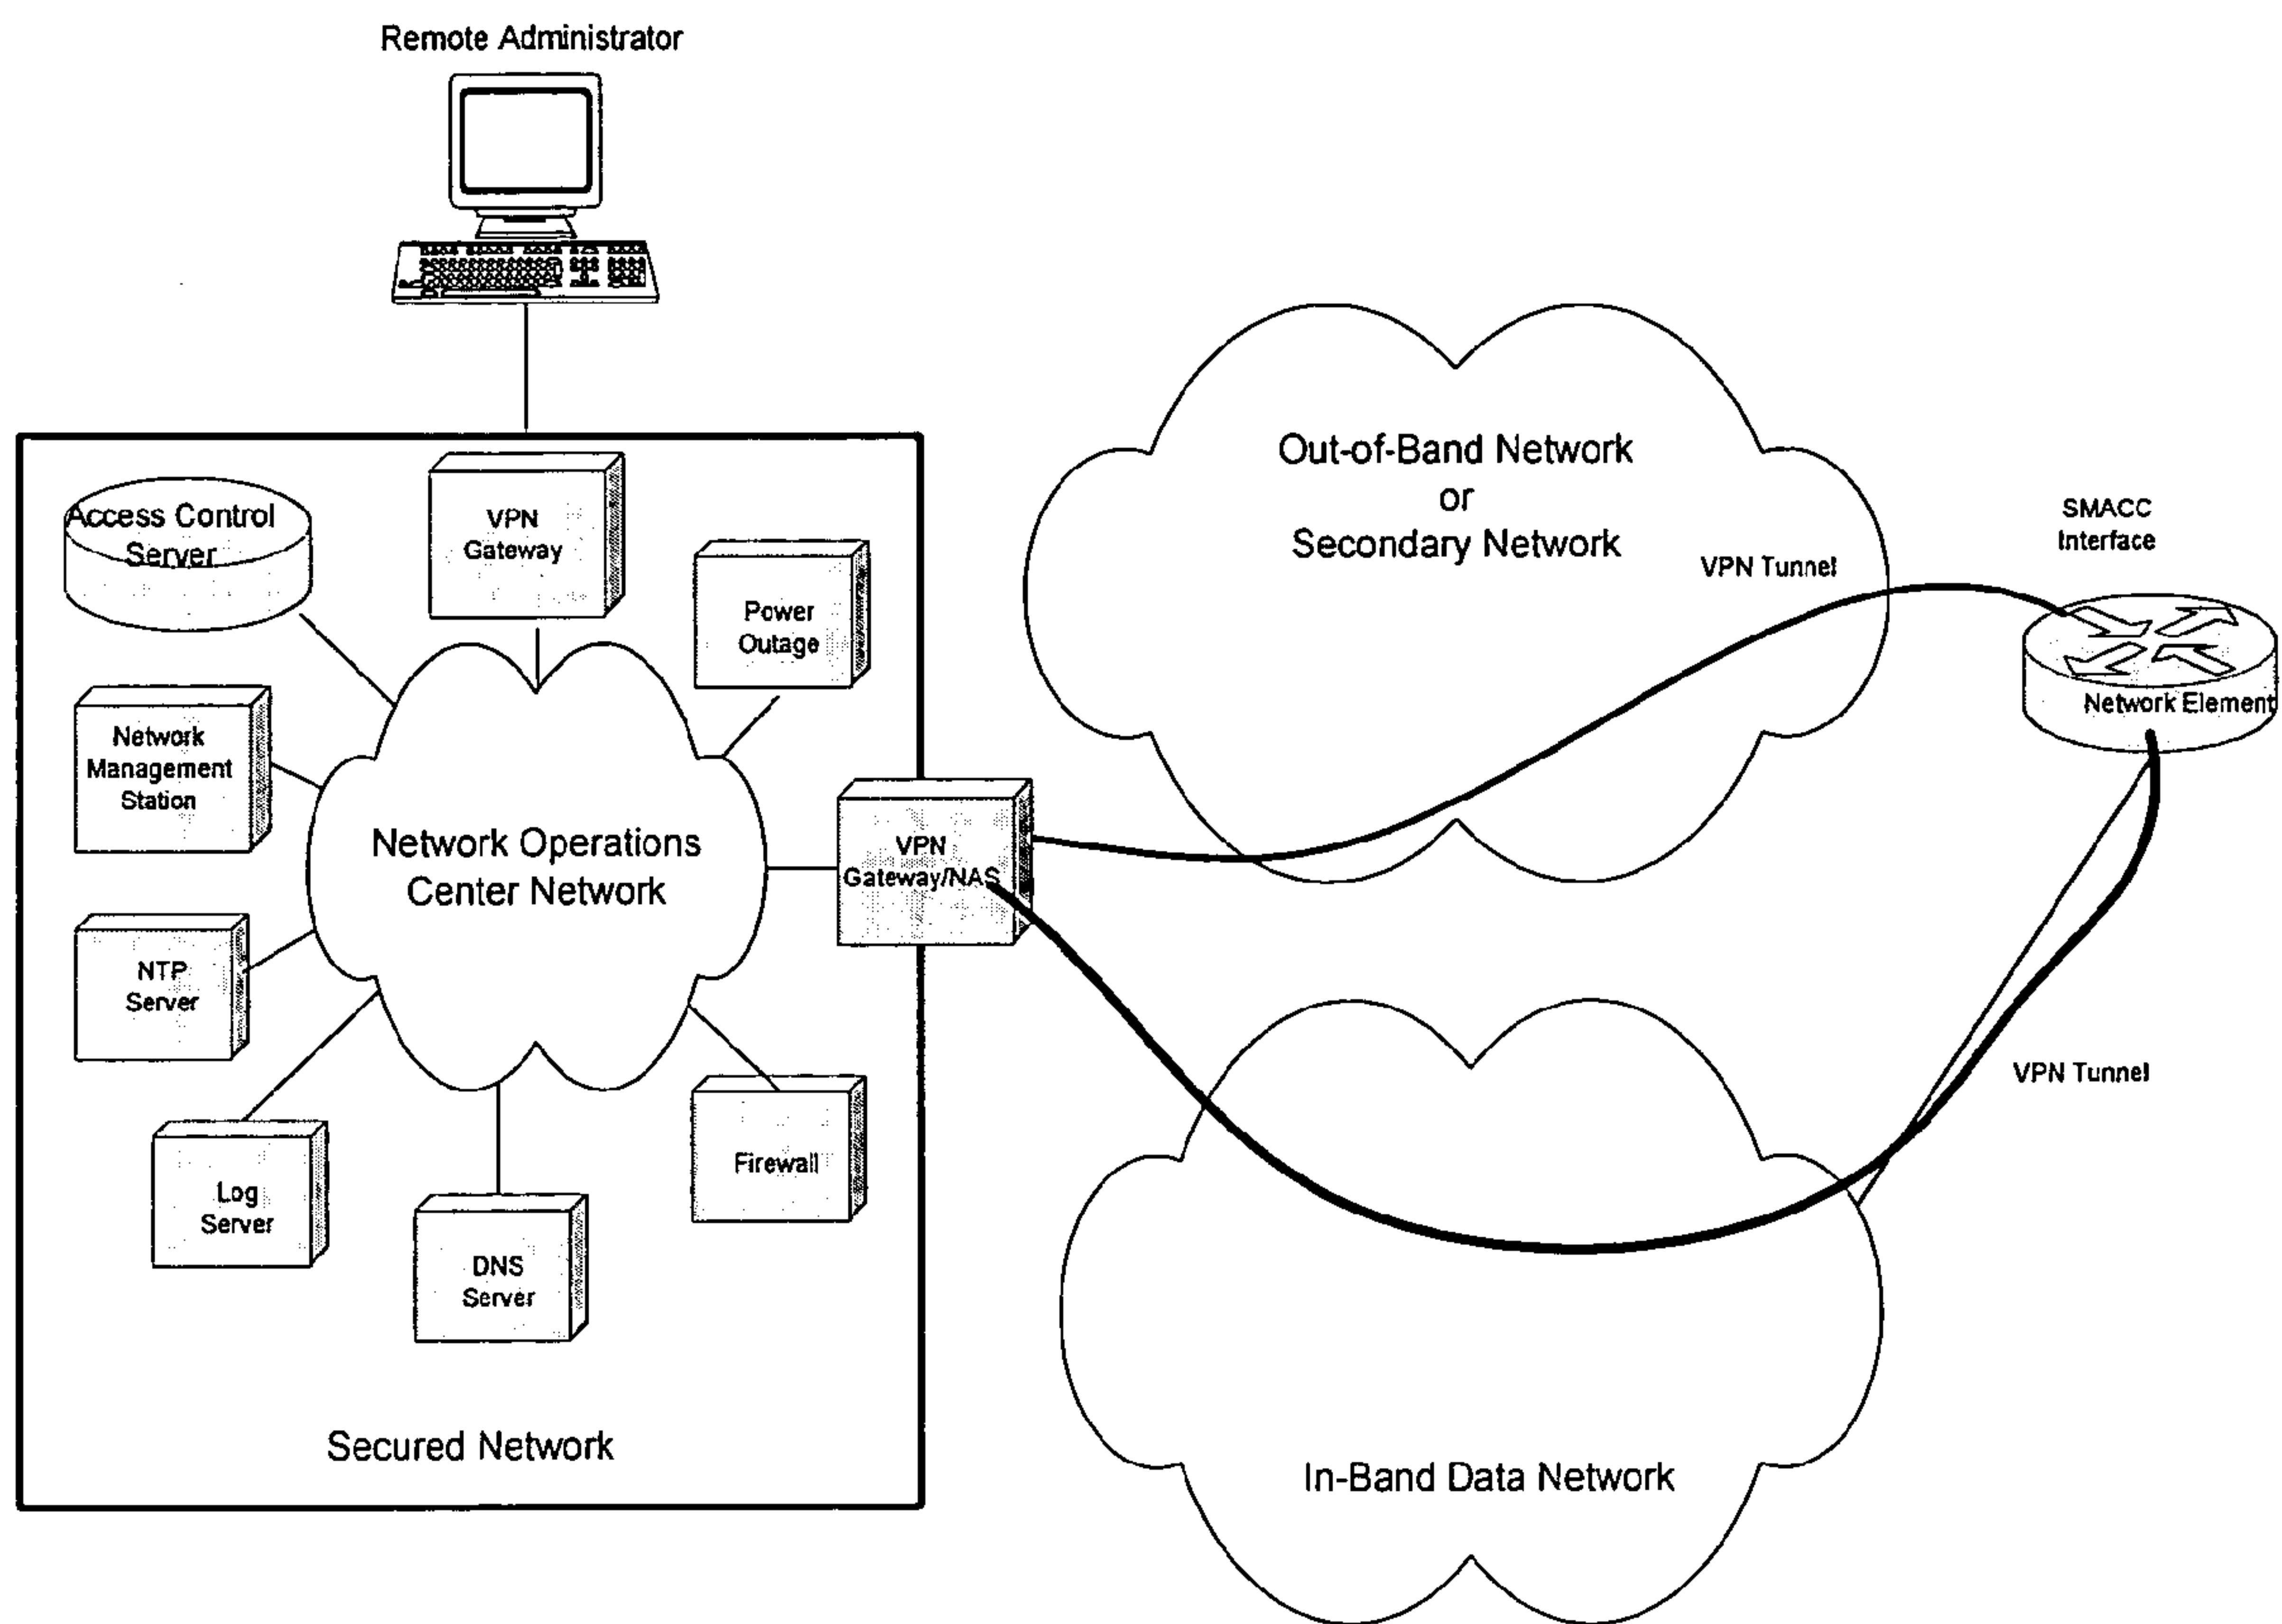 Remote Administrator
Access Control
Server
VPN
Gateway
Power
Outage
Network
Management
Station
Network Operations
Center Network
VPN
Gateway/NAS
NTP
Server
Log
Server
DNS
Server
Firewall
Secured Network
Out-of-Band Network
or
Secondary Network
VPN Tunnel
SMACC
Interface
Network Element
VPN Tunnel
In-Band Data Network